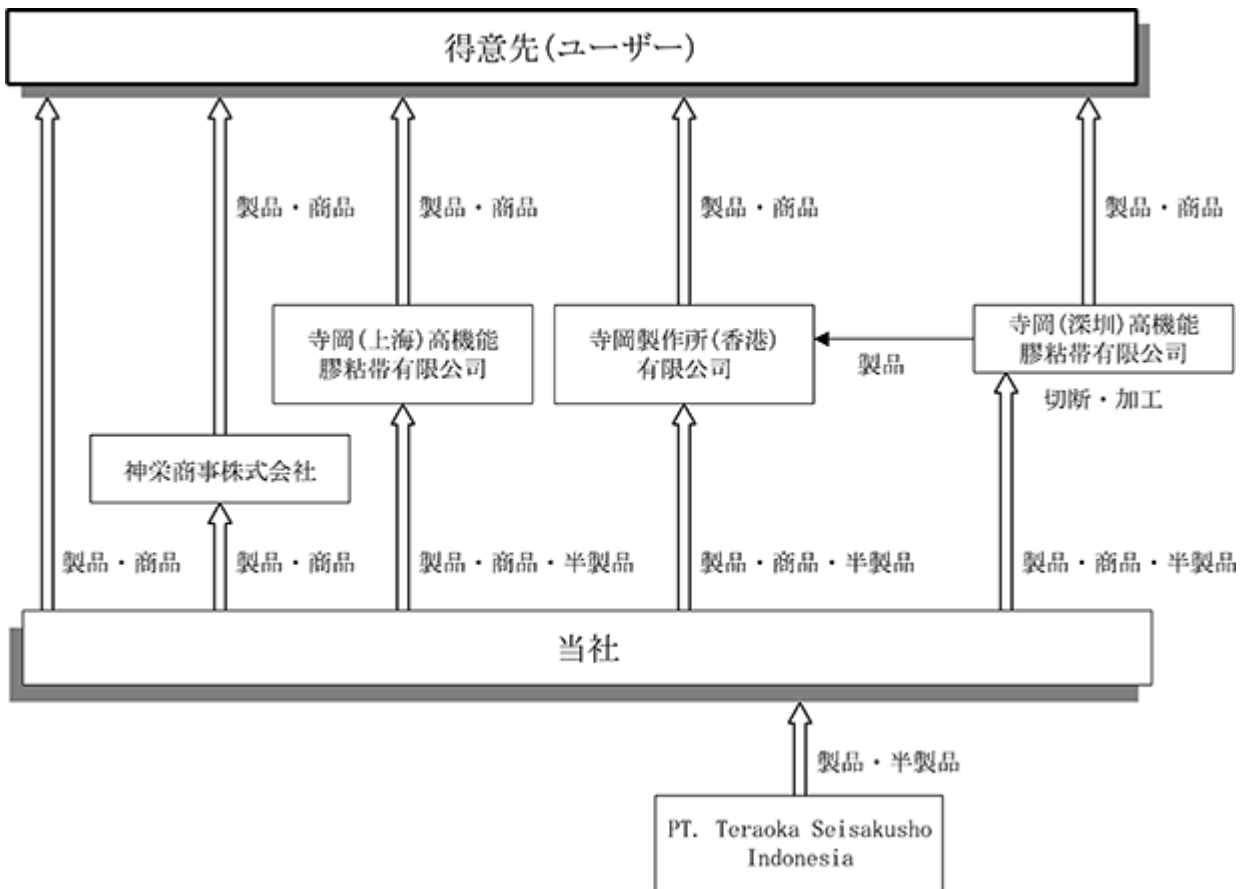 得意先(ユーザー)
製品・商品
製品・商品
製品・商品
製品・商品
寺岡(上海)高機能
膠粘帯有限公司
寺岡製作所(香港)
有限公司
寺岡(深圳)高機能
膠粘帯有限公司
製品
切断・加工
神栄商事株式会社
製品・商品
製品・商品
製品・商品・半製品
製品・商品・半製品
製品・商品・半製品
当社
製品・半製品
PT. Teraoka Seisakusho
Indonesia